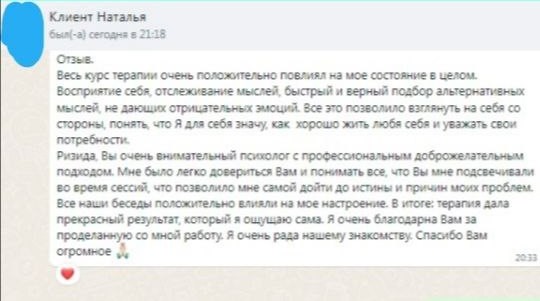 Клиент Наталья
был(-а) сегодня в 21:18
Отзыв.
Весь курс терапии очень положительно повлиял на мое состояние в целом.
Восприятие себя, отслеживание мыслей, быстрый и верный подбор альтернативных
мыслей, не дающих отрицательных эмоций. Все это позволило взглянуть на себя со
стороны, понять, что Я для себя значу, как хорошо жить любя себя и уважать свои
потребности.
Ризида, Вы очень внимательный психолог с профессиональным доброжелательным
подходом. Мне было легко довериться Вам и понимать все, что Вы мне подсвечивали
во время сессий, что позволило мне самой дойти до истины и причин моих проблем.
Все наши беседы положительно влияли на мое настроение. В итоге: терапия дала
прекрасный результат, который я ощущаю сама. Я очень благодарна Вам за
проделанную со мной работу. Я очень рада нашему знакомству. Спасибо Вам
огромное 🙏
20:33